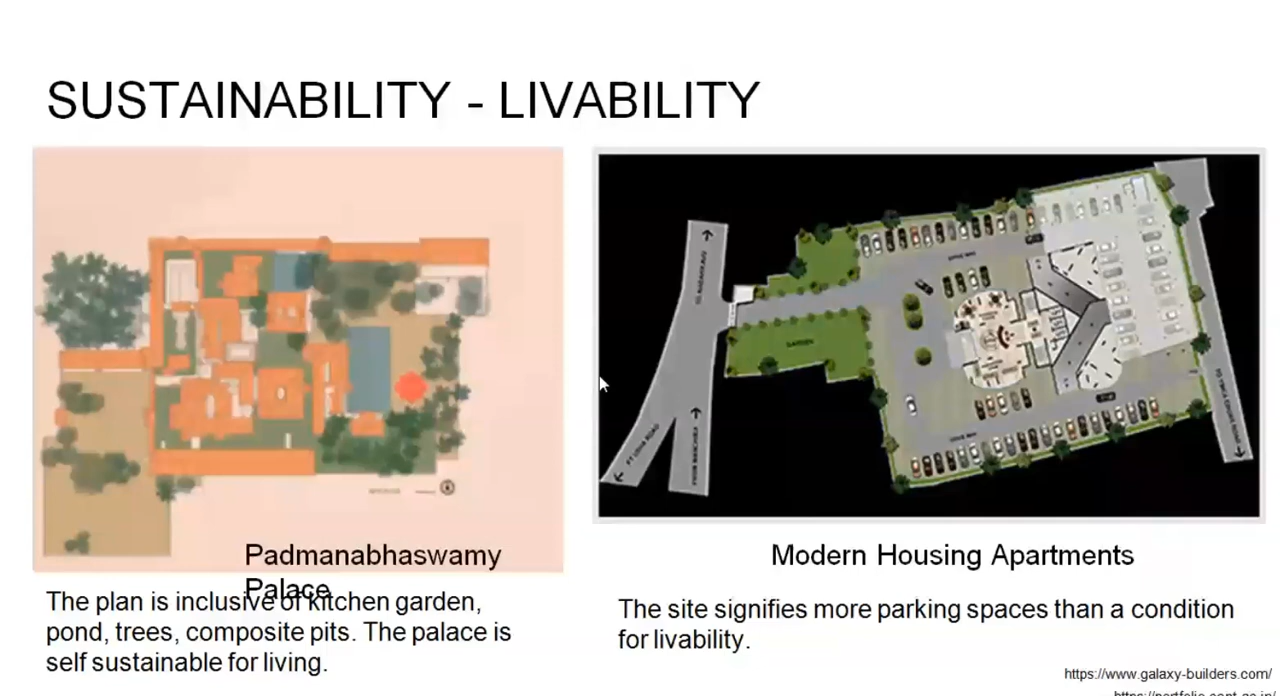 SUSTAINABILITY - LIVABILITY
Padmanabhaswamy
Palace
The plan is inclusive of kitchen garden,
pond, trees, composite pits. The palace is
self sustainable for living.
GARDEN
Modern Housing Apartments
The site signifies more parking spaces than a condition
for livability.
https://www.galaxy-builders.com/